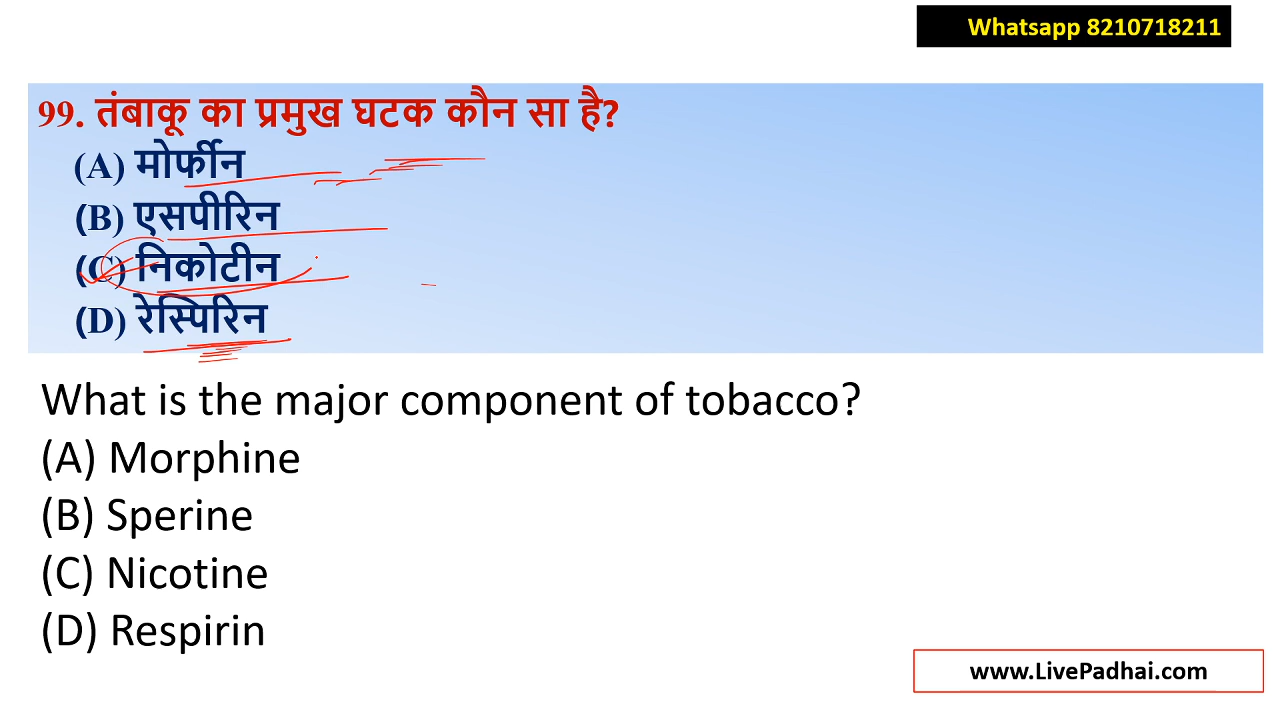 Whatsapp 8210718211
99. तंबाकू का प्रमुख घटक कौन सा है?
(A) मोर्फीन
(B) एसपीरिन
(C) निकोटीन
(D) रेस्पिरिन
What is the major component of tobacco?
(A) Morphine
(B) Sperine
(C) Nicotine
(D) Respirin
www.LivePadhai.com